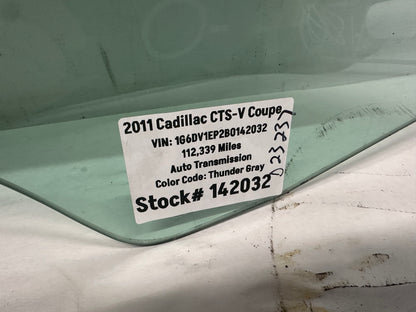 2011 Cadillac CTS-V Coupe
VIN: 1G6DV1EP2B0142032
112,339 Miles
Auto Transmission
Color Code: Thunder Gray
Stock# 142032